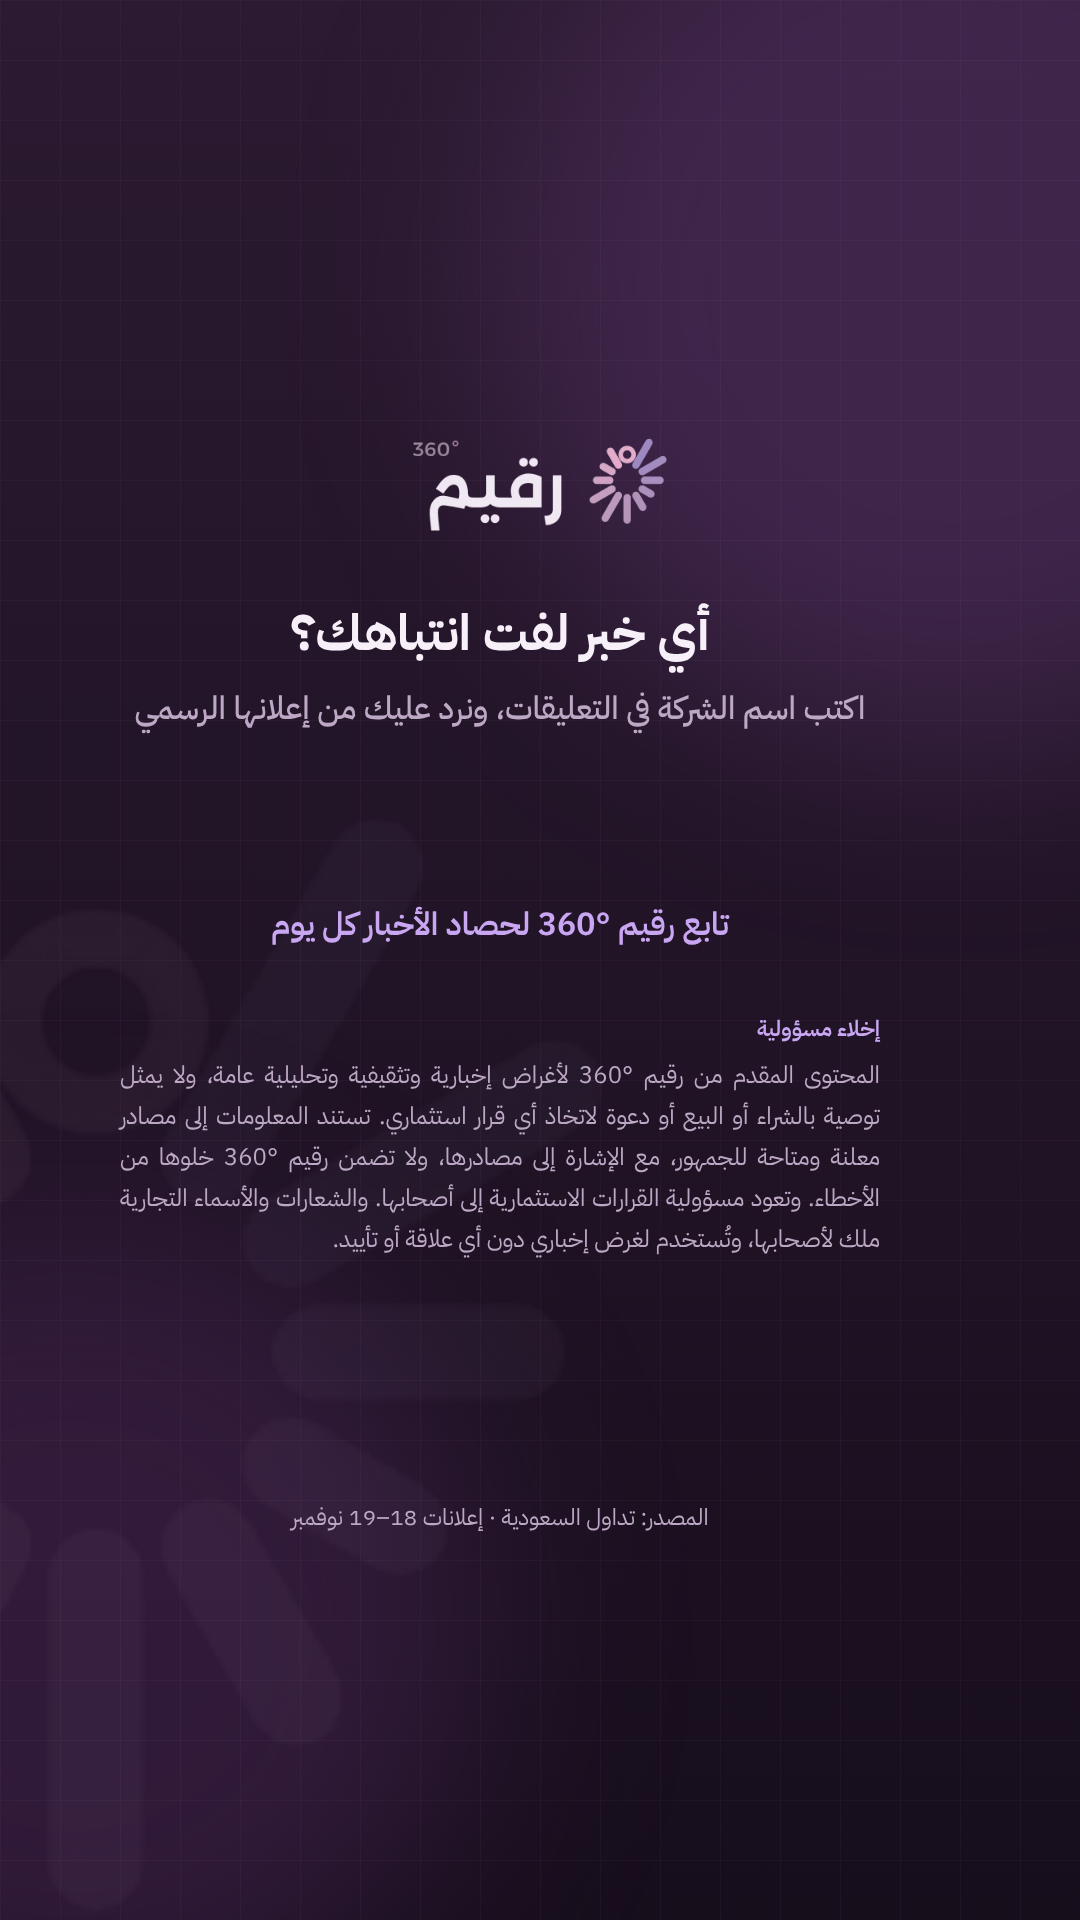 360°
رقيم
أي خبر لفت انتباهك؟
اكتب اسم الشركة في التعليقات، ونرد عليك من إعلانها الرسمي
تابع رقيم °360 لحصاد الأخبار كل يوم
إخلاء مسؤولية
المحتوى المقدم من رقيم °360 لأغراض إخبارية وتثقيفية وتحليلية عامة، ولا يمثل
توصية بالشراء أو البيع أو دعوة لاتخاذ أي قرار استثماري. تستند المعلومات إلى مصادر
معلنة ومتاحة للجمهور، مع الإشارة إلى مصادرها، ولا تضمن رقيم °360 خلوها من
الأخطاء. وتعود مسؤولية القرارات الاستثمارية إلى أصحابها. والشعارات والأسماء التجارية
ملك لأصحابها، وتُستخدم لغرض إخباري دون أي علاقة أو تأييد.
المصدر: تداول السعودية · إعلانات 18–19 نوفمبر